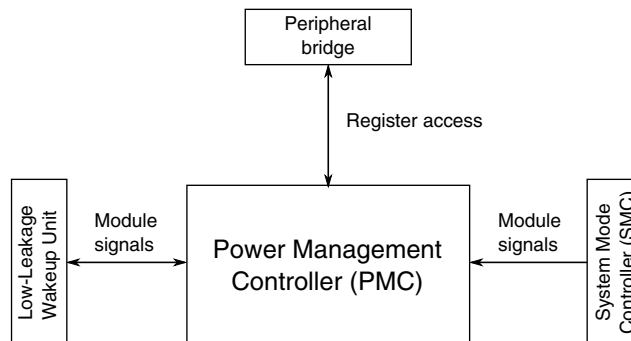 Peripheral
bridge
Register access
Low-Leakage
Wakeup Unit
Module
signals
Power Management
Controller (PMC)
Module
signals
System Mode
Controller (SMC)